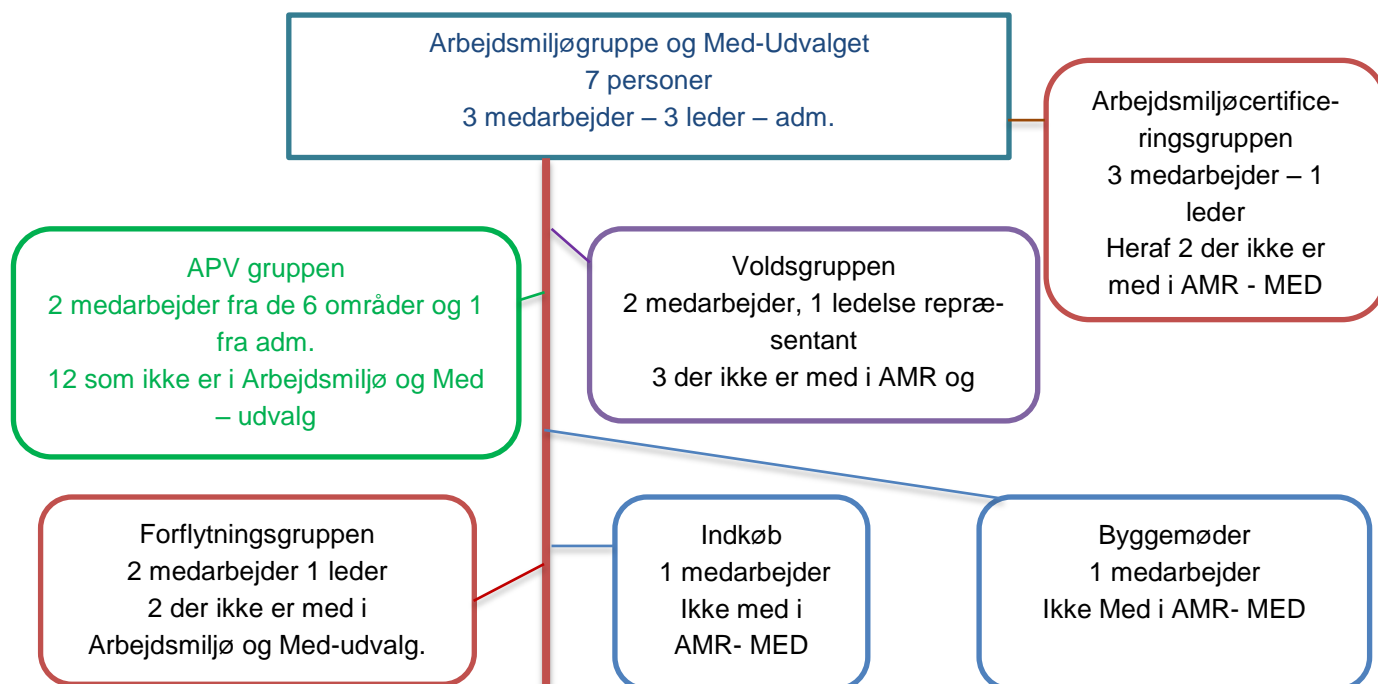 Arbejdsmiljøgruppe og Med-Udvalget
7 personer
3 medarbejder – 3 leder – adm.
Arbejdsmiljøcertifice-
ringsgruppen
3 medarbejder – 1
leder
Heraf 2 der ikke er
med i AMR - MED
APV gruppen
2 medarbejder fra de 6 områder og 1
fra adm.
12 som ikke er i Arbejdsmiljø og Med
– udvalg
Voldsgruppen
2 medarbejder, 1 ledelse repræ-
sentant
3 der ikke er med i AMR og
Forflytningsgruppen
2 medarbejder 1 leder
2 der ikke er med i
Arbejdsmiljø og Med-udvalg.
Indkøb
1 medarbejder
Ikke med i
AMR- MED
Byggemøder
1 medarbejder
Ikke Med i AMR- MED